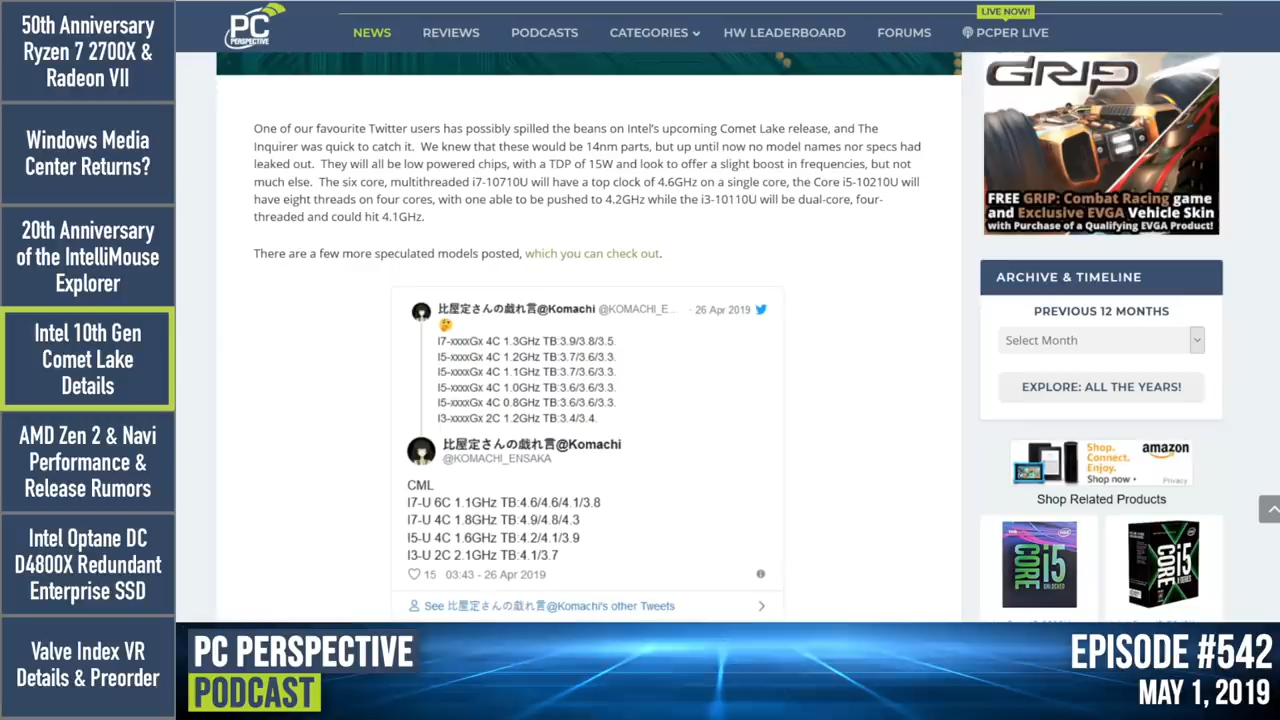 50th Anniversary
Ryzen 7 2700X &
Radeon VII
Windows Media
Center Returns?
20th Anniversary
of the IntelliMouse
Explorer
Intel 10th Gen
Comet Lake
Details
AMD Zen 2 & Navi
Performance &
Release Rumors
Intel Optane DC
D4800X Redundant
Enterprise SSD
Valve Index VR
Details & Preorder
PC
PERSPECTIVE
NEWS
REVIEWS
PODCASTS
CATEGORIES
HW LEADERBOARD
FORUMS
LIVE NOW!
PCPER LIVE
One of our favourite Twitter users has possibly spilled the beans on Intel's upcoming Comet Lake release, and The
Inquirer was quick to catch it. We knew that these would be 14nm parts, but up until now no model names nor specs had
leaked out. They will all be low powered chips, with a TDP of 15W and look to offer a slight boost in frequencies, but not
much else. The six core, multithreaded i7-10710U will have a top clock of 4.6GHz on a single core, the Core i5-10210U will
have eight threads on four cores, with one able to be pushed to 4.2GHz while the i3-10110U will be dual-core, four-
threaded and could hit 4.1GHz.
There are a few more speculated models posted, which you can check out.
比屋定さんの戯れ言@Komachi @KOMACHI_E... · 26 Apr 2019
I7-xxxxGx 4C 1.3GHz TB:3.9/3.8/3.5.
I5-xxxxGx 4C 1.2GHz TB:3.7/3.6/3.3.
I5-xxxxGx 4C 1.1GHz TB:3.7/3.6/3.3.
I5-xxxxGx 4C 1.0GHz TB:3.6/3.6/3.3.
I5-xxxxGx 4C 0.8GHz TB:3.6/3.6/3.3.
I3-xxxxGx 2C 1.2GHz TB:3.4/3.4.
比屋定さんの戯れ言@Komachi
@KOMACHI_ENSAKA
CML
I7-U 6C 1.1GHz TB:4.6/4.6/4.1/3.8
I7-U 4C 1.8GHz TB:4.9/4.8/4.3
I5-U 4C 1.6GHz TB:4.2/4.1/3.9
I3-U 2C 2.1GHz TB:4.1/3.7
15 03:43 - 26 Apr 2019
See 比屋定さんの戯れ言@Komachi's other Tweets
GRIP
FREE GRIP: Combat Racing game
and Exclusive EVGA Vehicle Skin
with Purchase of a Qualifying EVGA Product!
ARCHIVE & TIMELINE
PREVIOUS 12 MONTHS
Select Month
EXPLORE: ALL THE YEARS!
Shop.
Connect.
Enjoy.
Shop now
amazon
Privacy
Shop Related Products
CORE i5
UNLOCKED
CORE i5
X SERIES
PC PERSPECTIVE
PODCAST
EPISODE #542
MAY 1, 2019